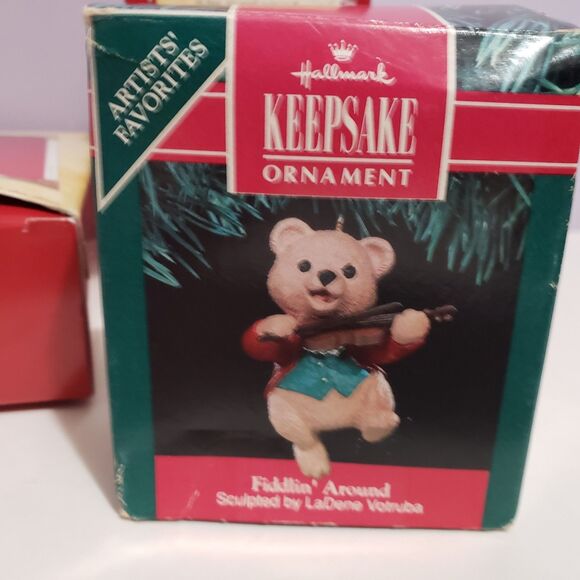 ARTISTS'
FAVORITES
Hallmark
KEEPSAKE
ORNAMENT
Fiddlin' Around
Sculpted by LaDene Votruba